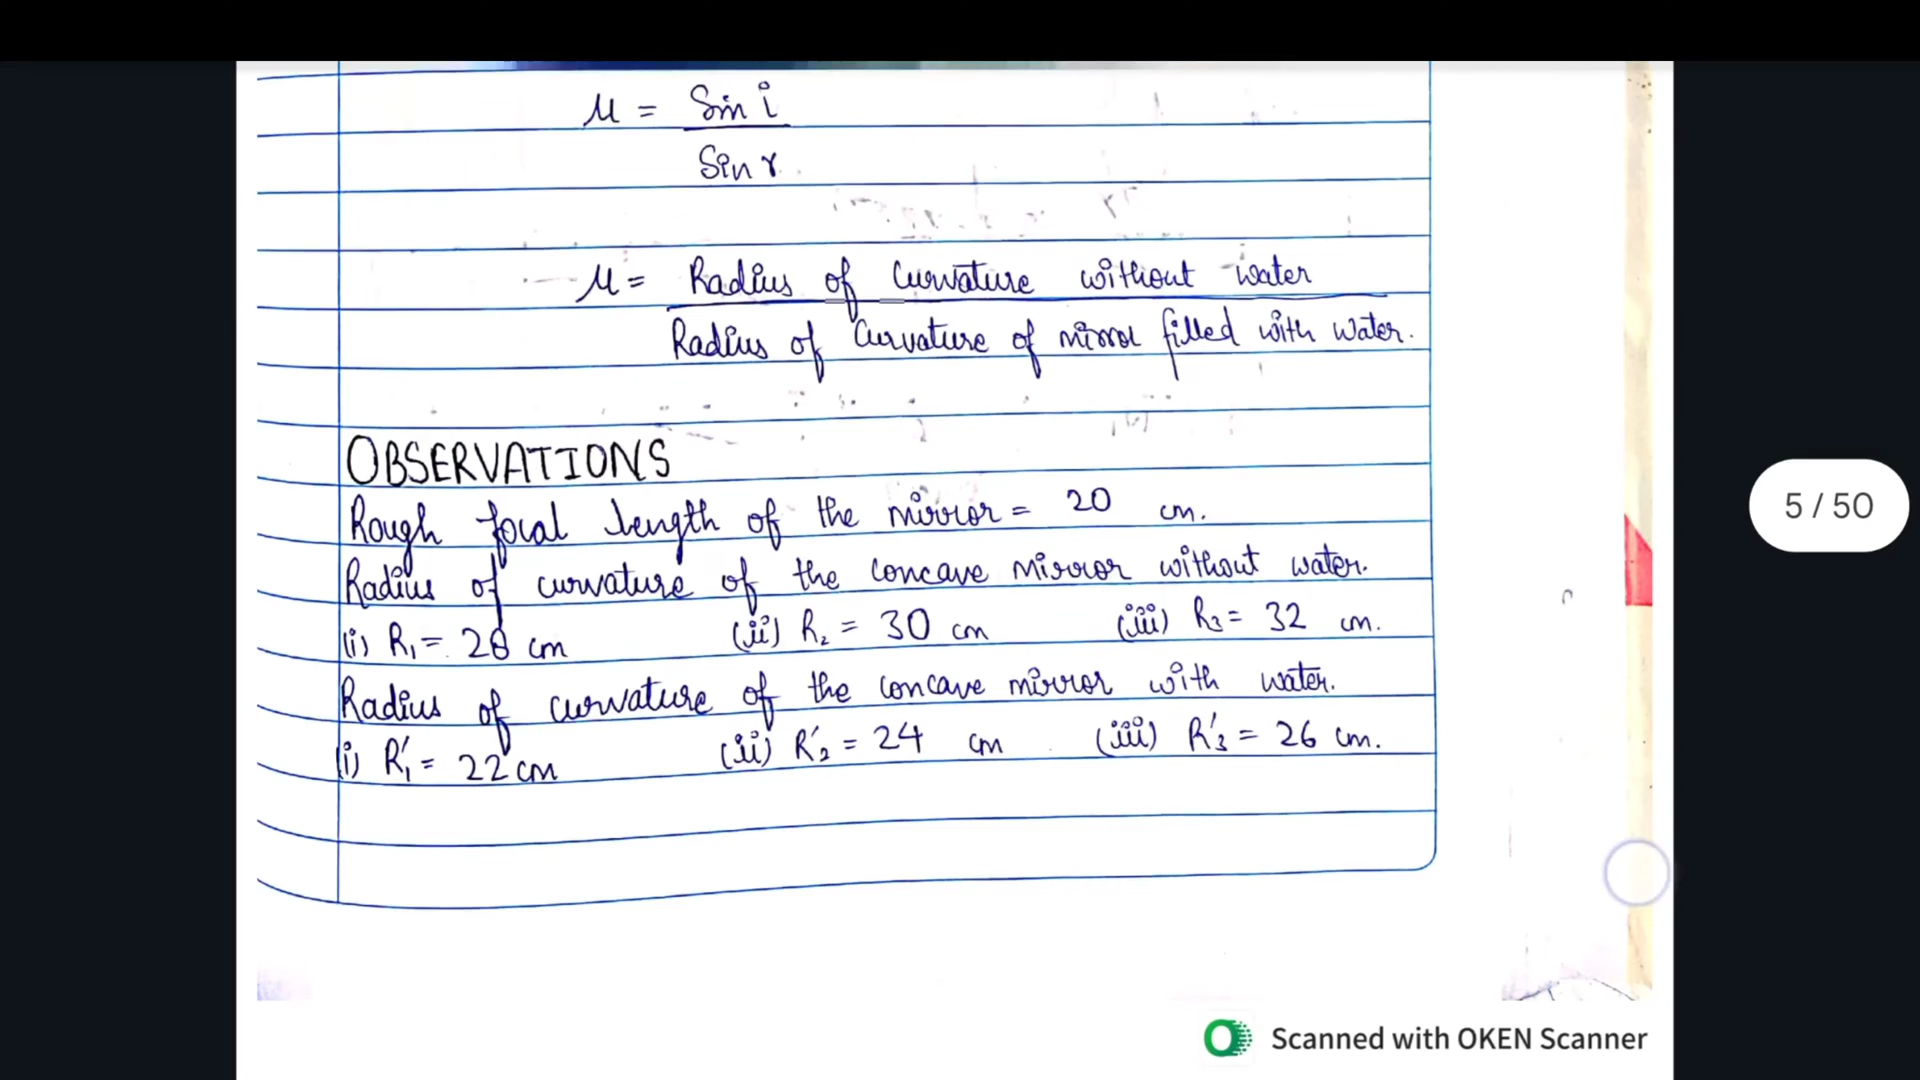 μ = Sin i
Sin r
μ = Radius of Curvature without water
Radius of Curvature of mirror filled with water.
OBSERVATIONS
Rough focal length of the mirror = 20 cm.
Radius of curvature of the concave mirror without water.
(i) R₁ = 28 cm (ii) R₂ = 30 cm (iii) R₃ = 32 cm.
Radius of curvature of the concave mirror with water.
(i) R₁′ = 22 cm (ii) R′₂ = 24 cm (iii) R′₃ = 26 cm.
5 / 50
Scanned with OKEN Scanner